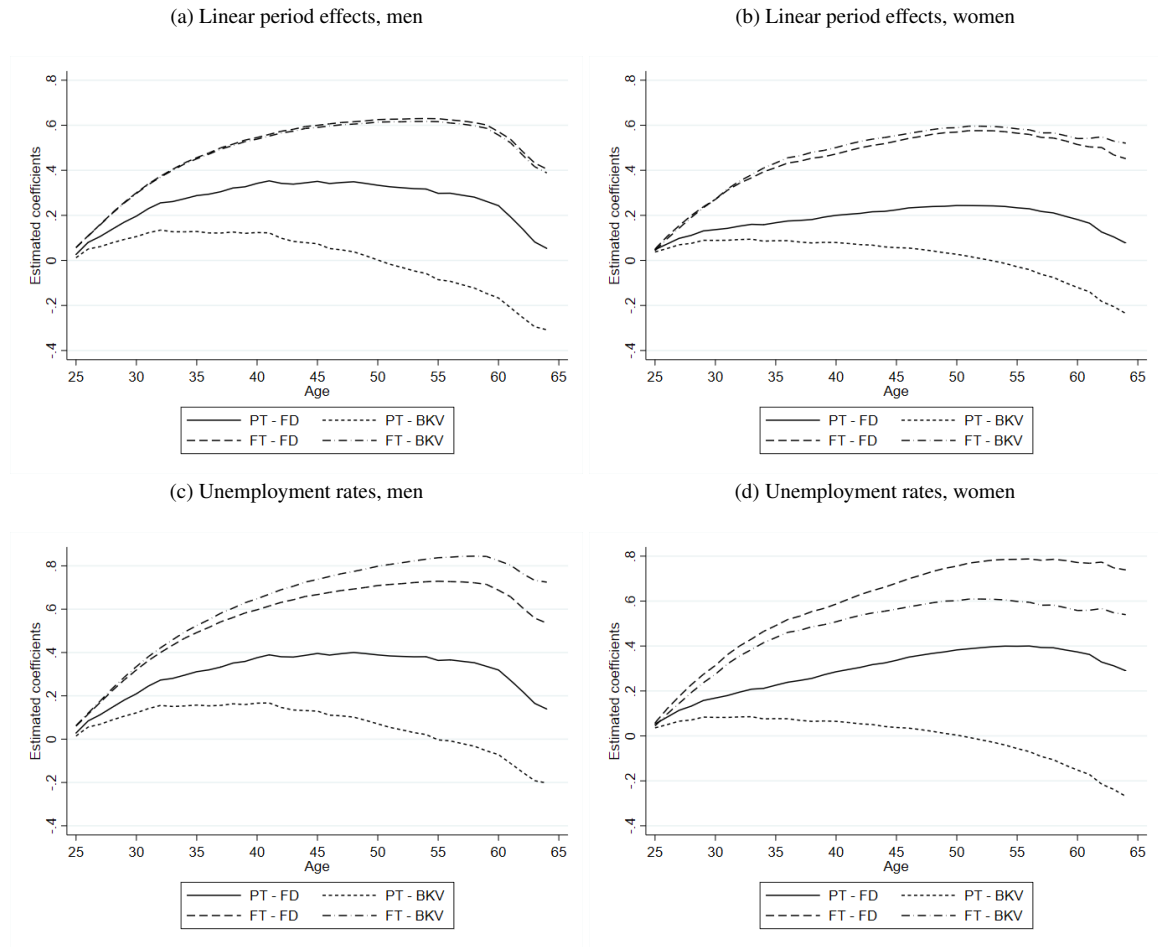 (a) Linear period effects, men
(b) Linear period effects, women
Estimated coefficients
.8
.6
.4
.2
0
-.2
-.4
25 30 35 40 45 50 55 60 65
Age
PT - FD PT - BKV
FT - FD FT - BKV
Estimated coefficients
.8
.6
.4
.2
0
-.2
-.4
25 30 35 40 45 50 55 60 65
Age
PT - FD PT - BKV
FT - FD FT - BKV
(c) Unemployment rates, men
(d) Unemployment rates, women
Estimated coefficients
.8
.6
.4
.2
0
-.2
-.4
25 30 35 40 45 50 55 60 65
Age
PT - FD PT - BKV
FT - FD FT - BKV
Estimated coefficients
.8
.6
.4
.2
0
-.2
-.4
25 30 35 40 45 50 55 60 65
Age
PT - FD PT - BKV
FT - FD FT - BKV